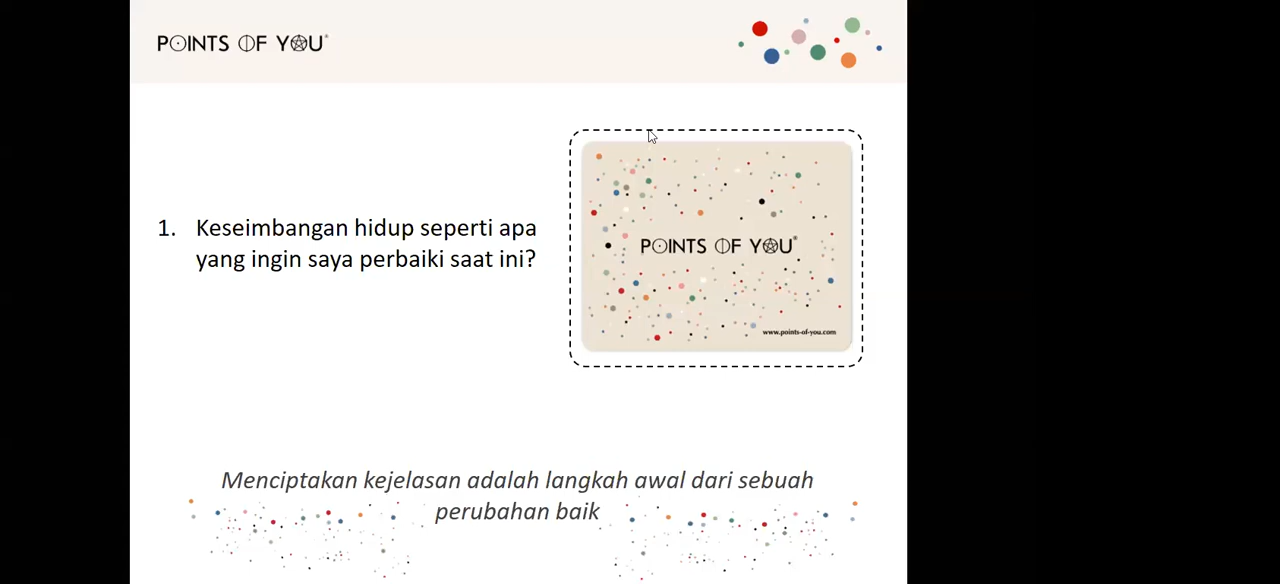 POINTS OF YOU®
1. Keseimbangan hidup seperti apa
yang ingin saya perbaiki saat ini?
POINTS OF YOU®
www.points-of-you.com
Menciptakan kejelasan adalah langkah awal dari sebuah
perubahan baik